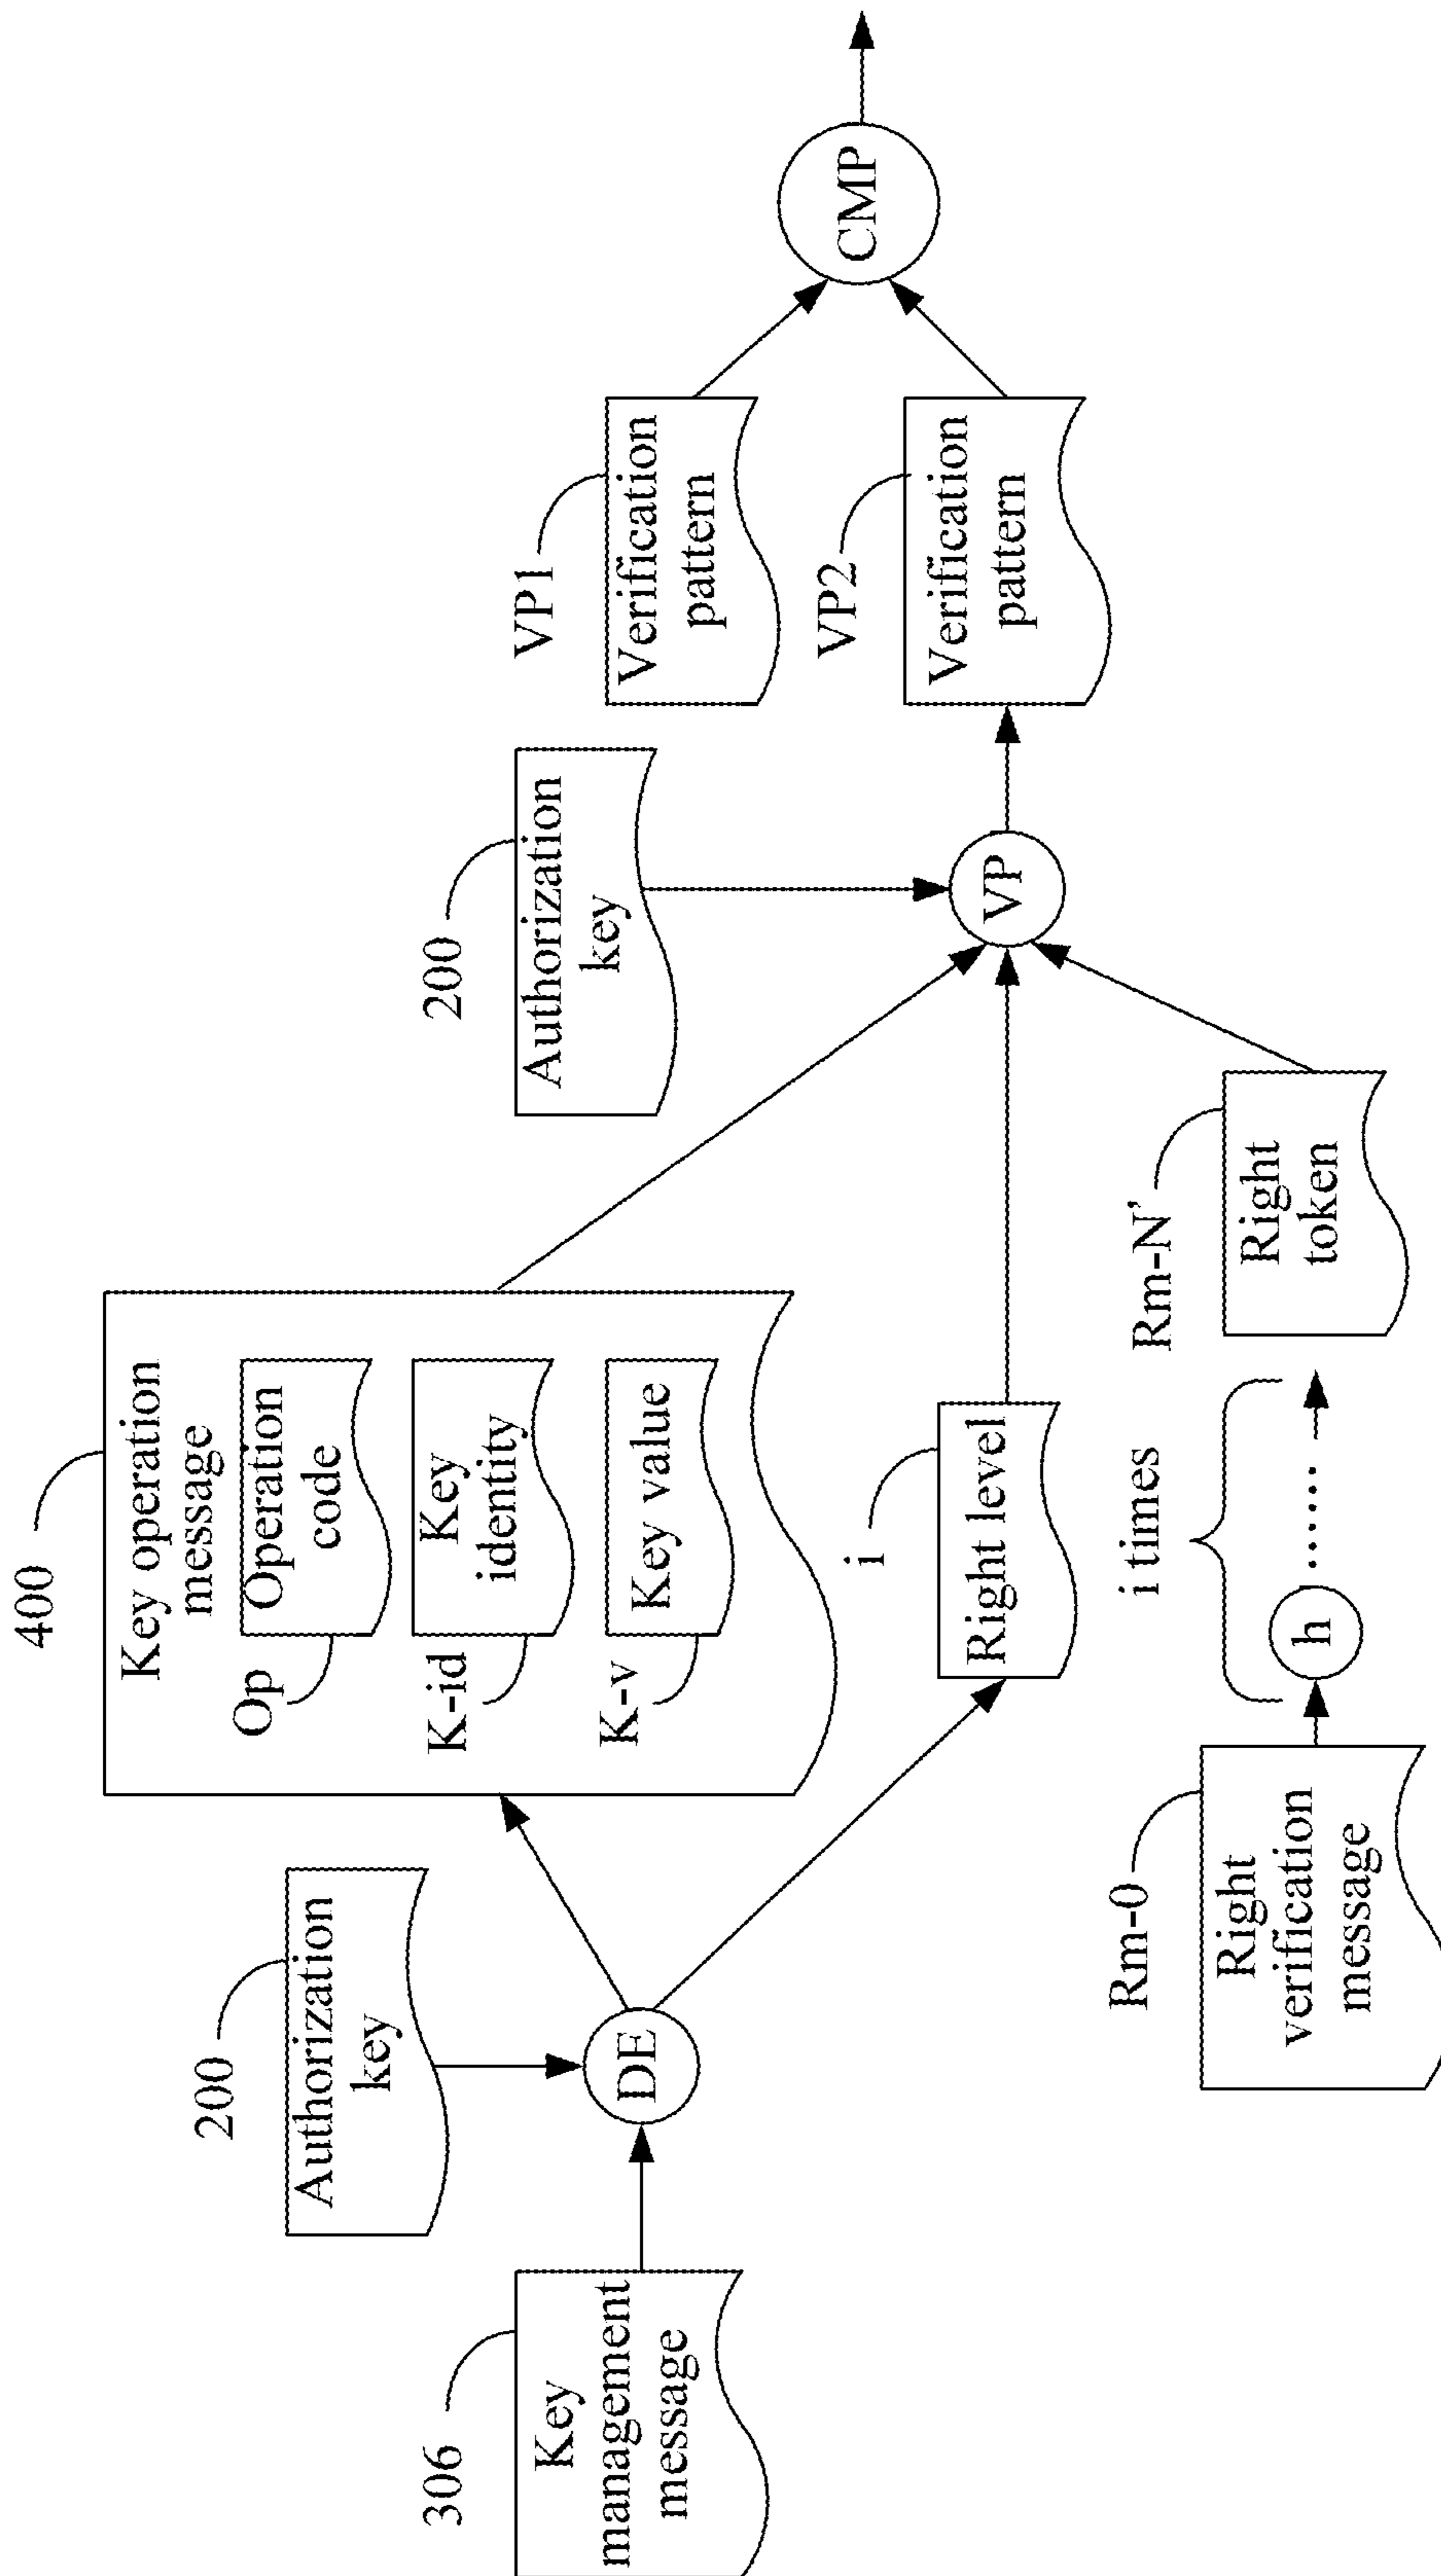 306
Key
management
message
200
Authorization
key
DE
400
Key operation
message
Op
Operation
code
K-id
Key
identity
K-v
Key value
i
Right level
Rm-0
Right
verification
message
h
......
i times
Rm-N'
Right
token
200
Authorization
key
VP
VP1
Verification
pattern
VP2
Verification
pattern
CMP